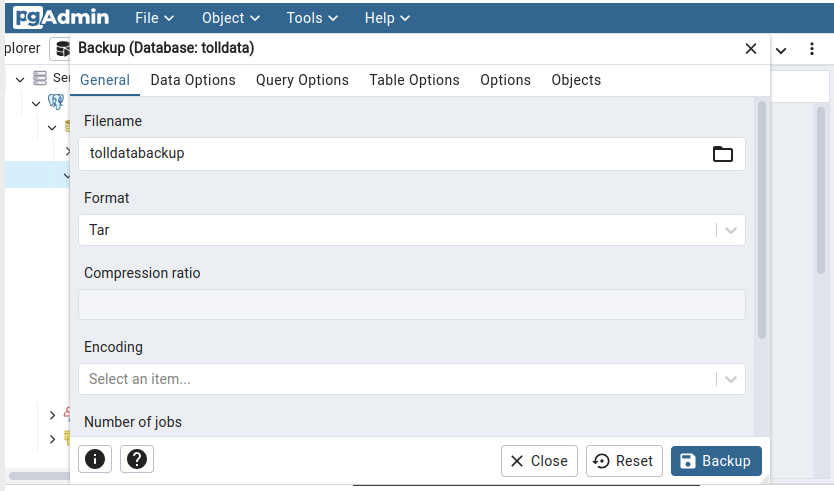 pgAdmin File Object Tools Help
plorer
Backup (Database: tolldata)
Ser
General Data Options Query Options Table Options Options Objects
Filename
tolldatabackup
Format
Tar
Compression ratio
Encoding
Select an item...
Number of jobs
Close Reset Backup